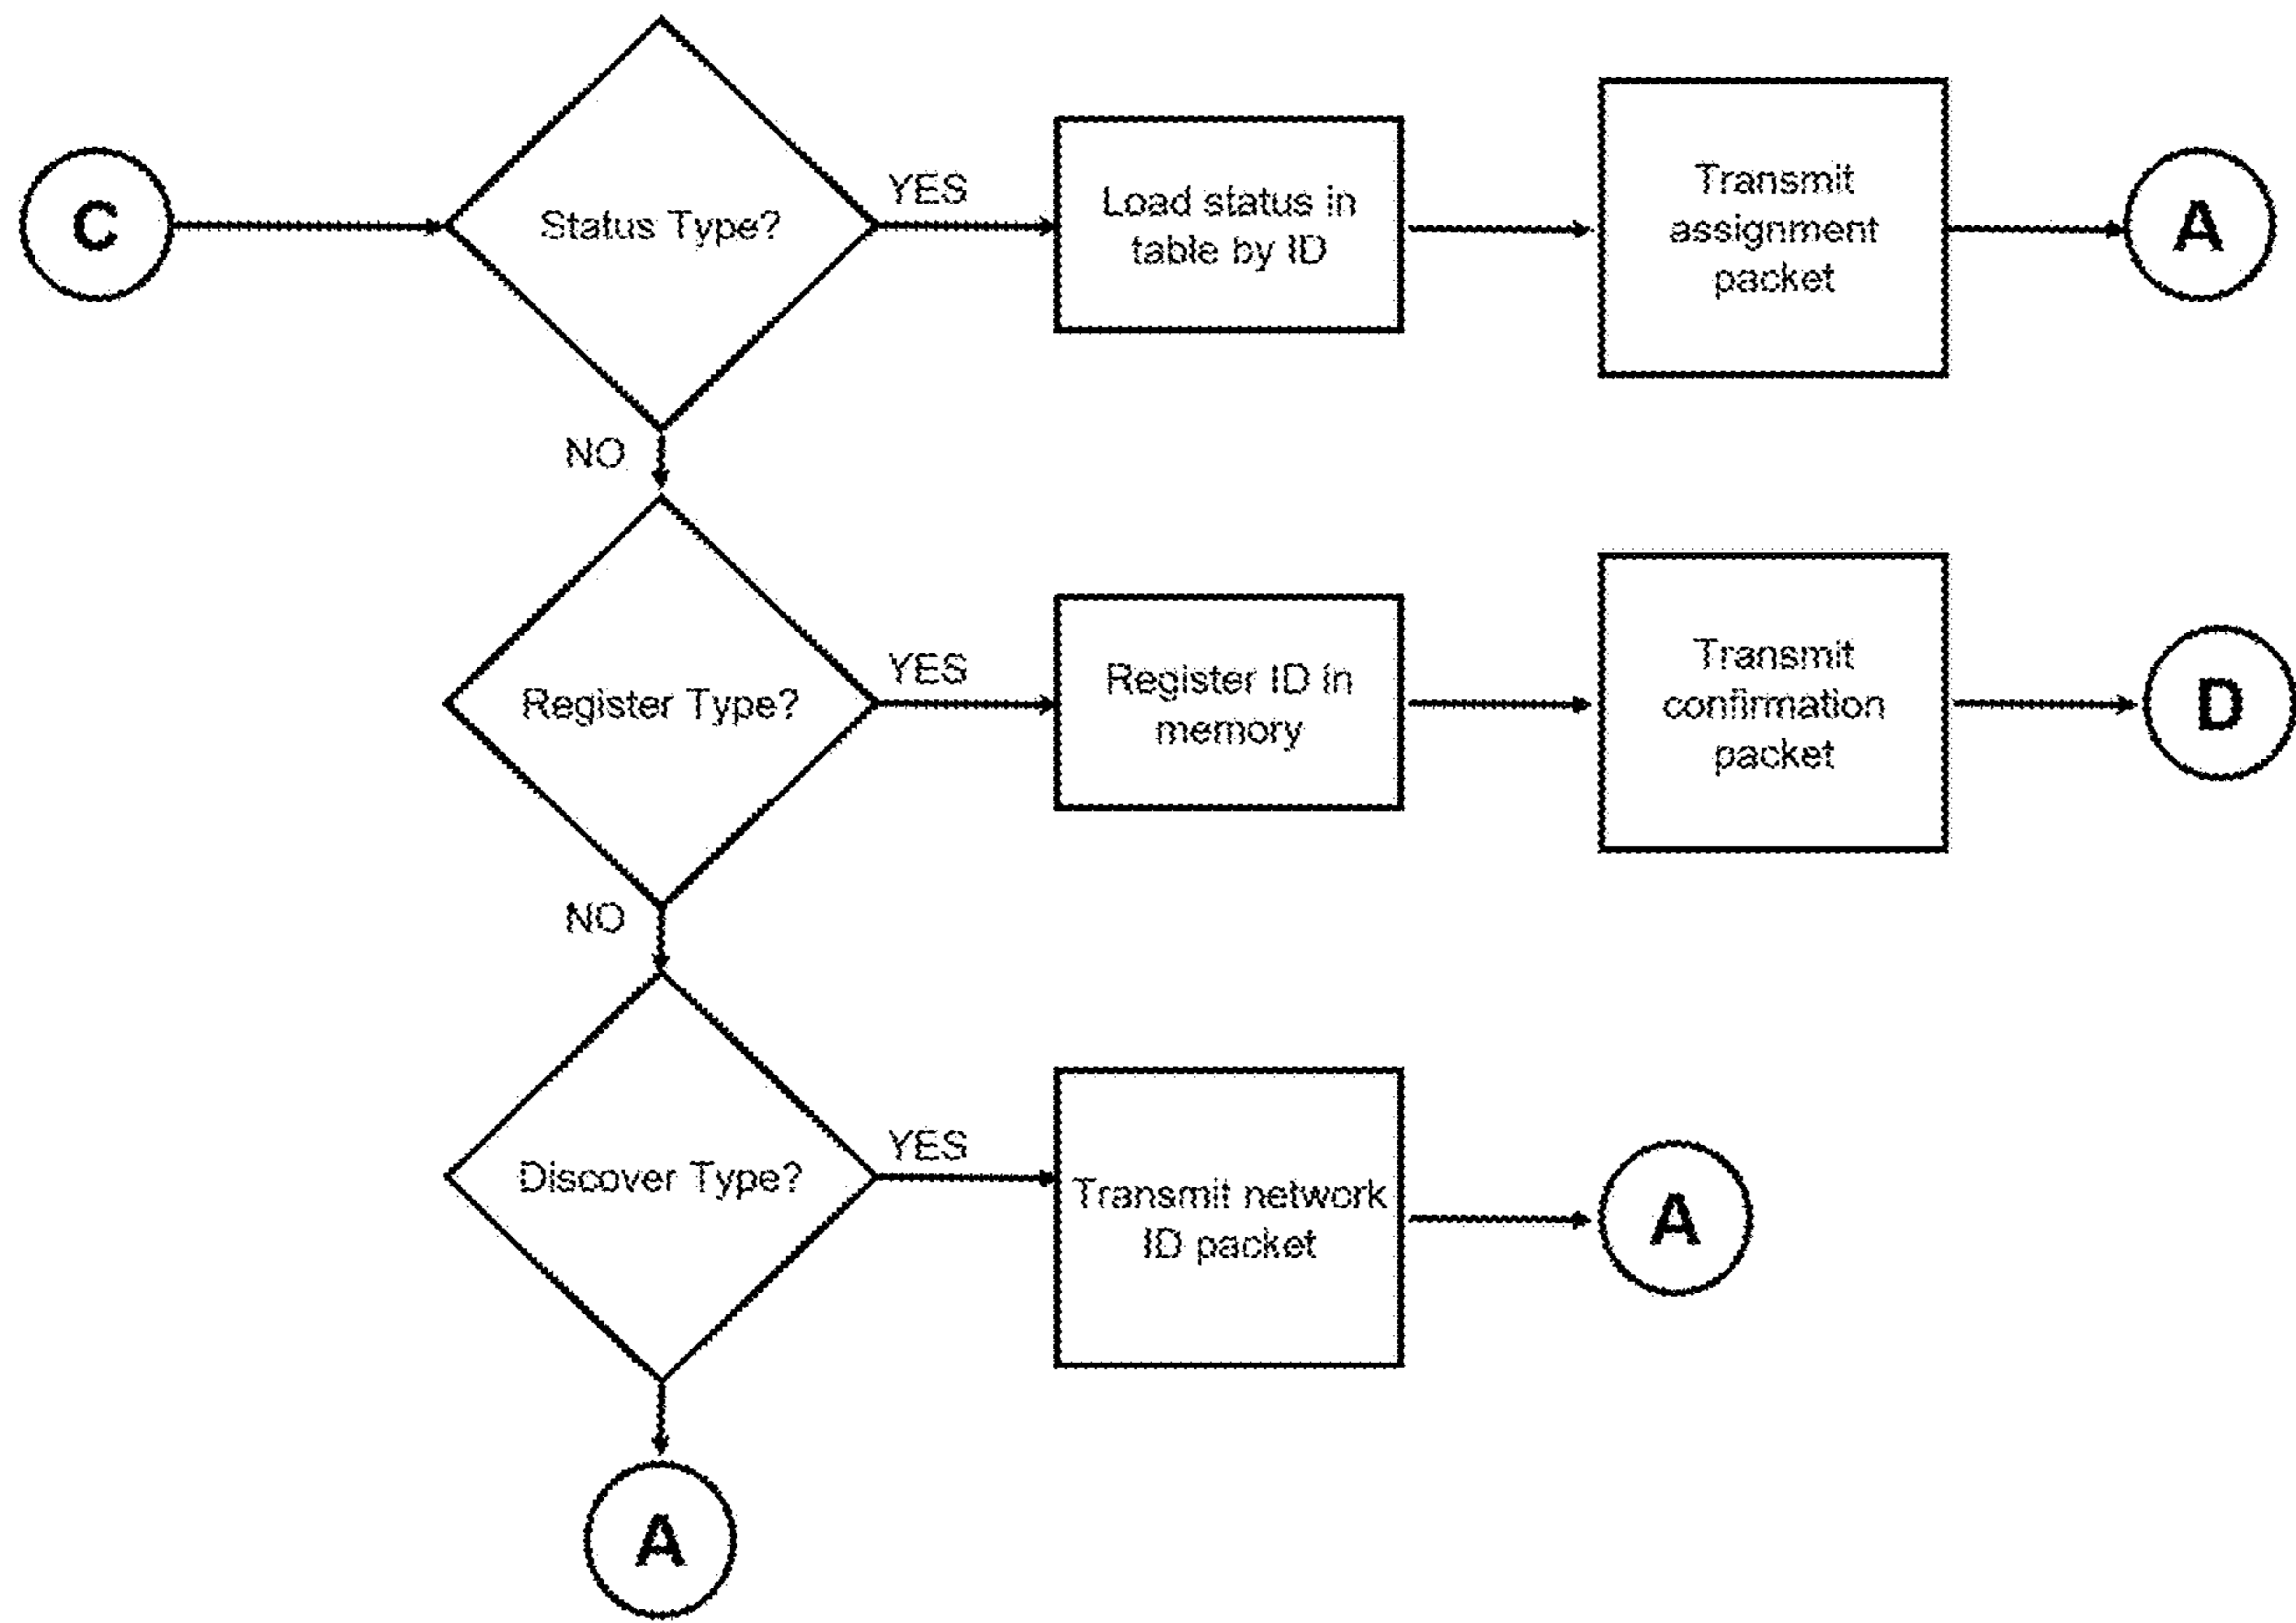 C
Status Type?
YES
Load status in
table by ID
Transmit
assignment
packet
A
NO
Register Type?
YES
Register ID in
memory
Transmit
confirmation
packet
D
NO
Discover Type?
YES
Transmit network
ID packet
A
A